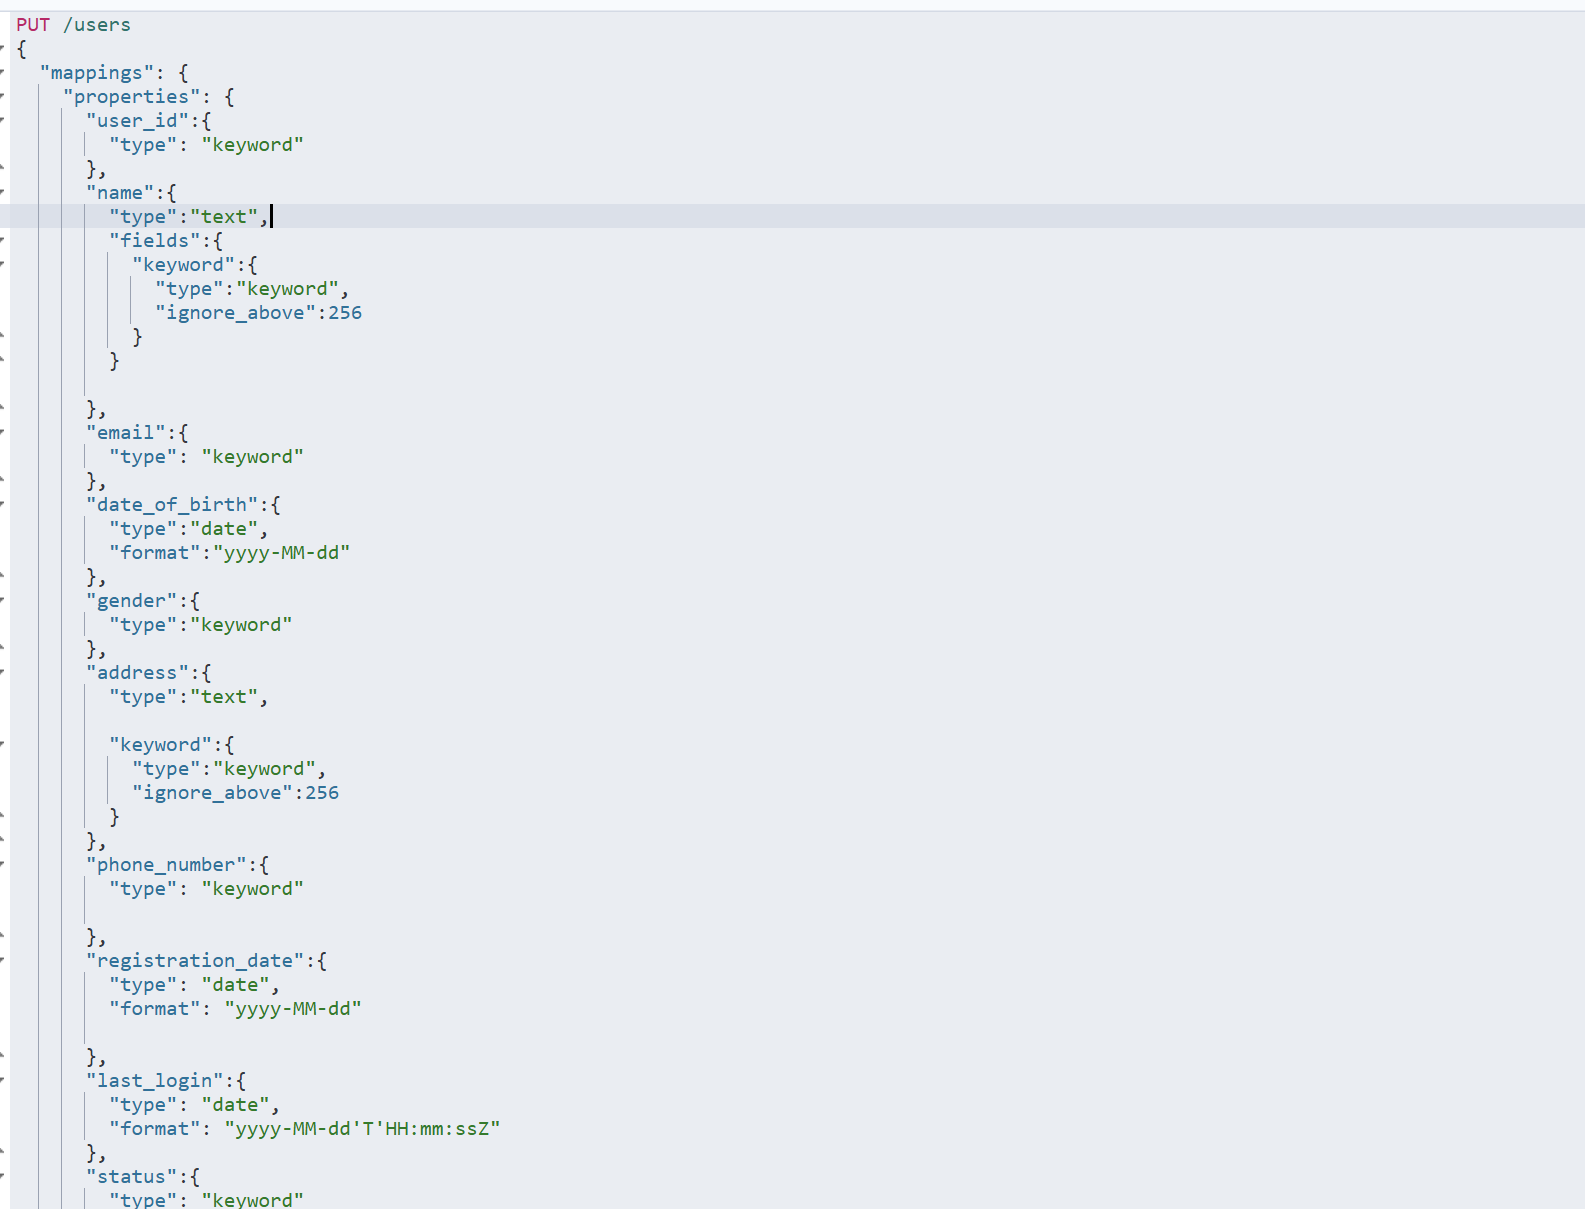 PUT /users
{
  "mappings": {
    "properties": {
      "user_id":{
        "type": "keyword"
      },
      "name":{
        "type":"text",
        "fields":{
          "keyword":{
            "type":"keyword",
            "ignore_above":256
          }
        }
      },
      "email":{
        "type": "keyword"
      },
      "date_of_birth":{
        "type":"date",
        "format":"yyyy-MM-dd"
      },
      "gender":{
        "type":"keyword"
      },
      "address":{
        "type":"text",
        "keyword":{
          "type":"keyword",
          "ignore_above":256
        }
      },
      "phone_number":{
        "type": "keyword"
      },
      "registration_date":{
        "type": "date",
        "format": "yyyy-MM-dd"
      },
      "last_login":{
        "type": "date",
        "format": "yyyy-MM-dd'T'HH:mm:ssZ"
      },
      "status":{
        "type": "keyword"